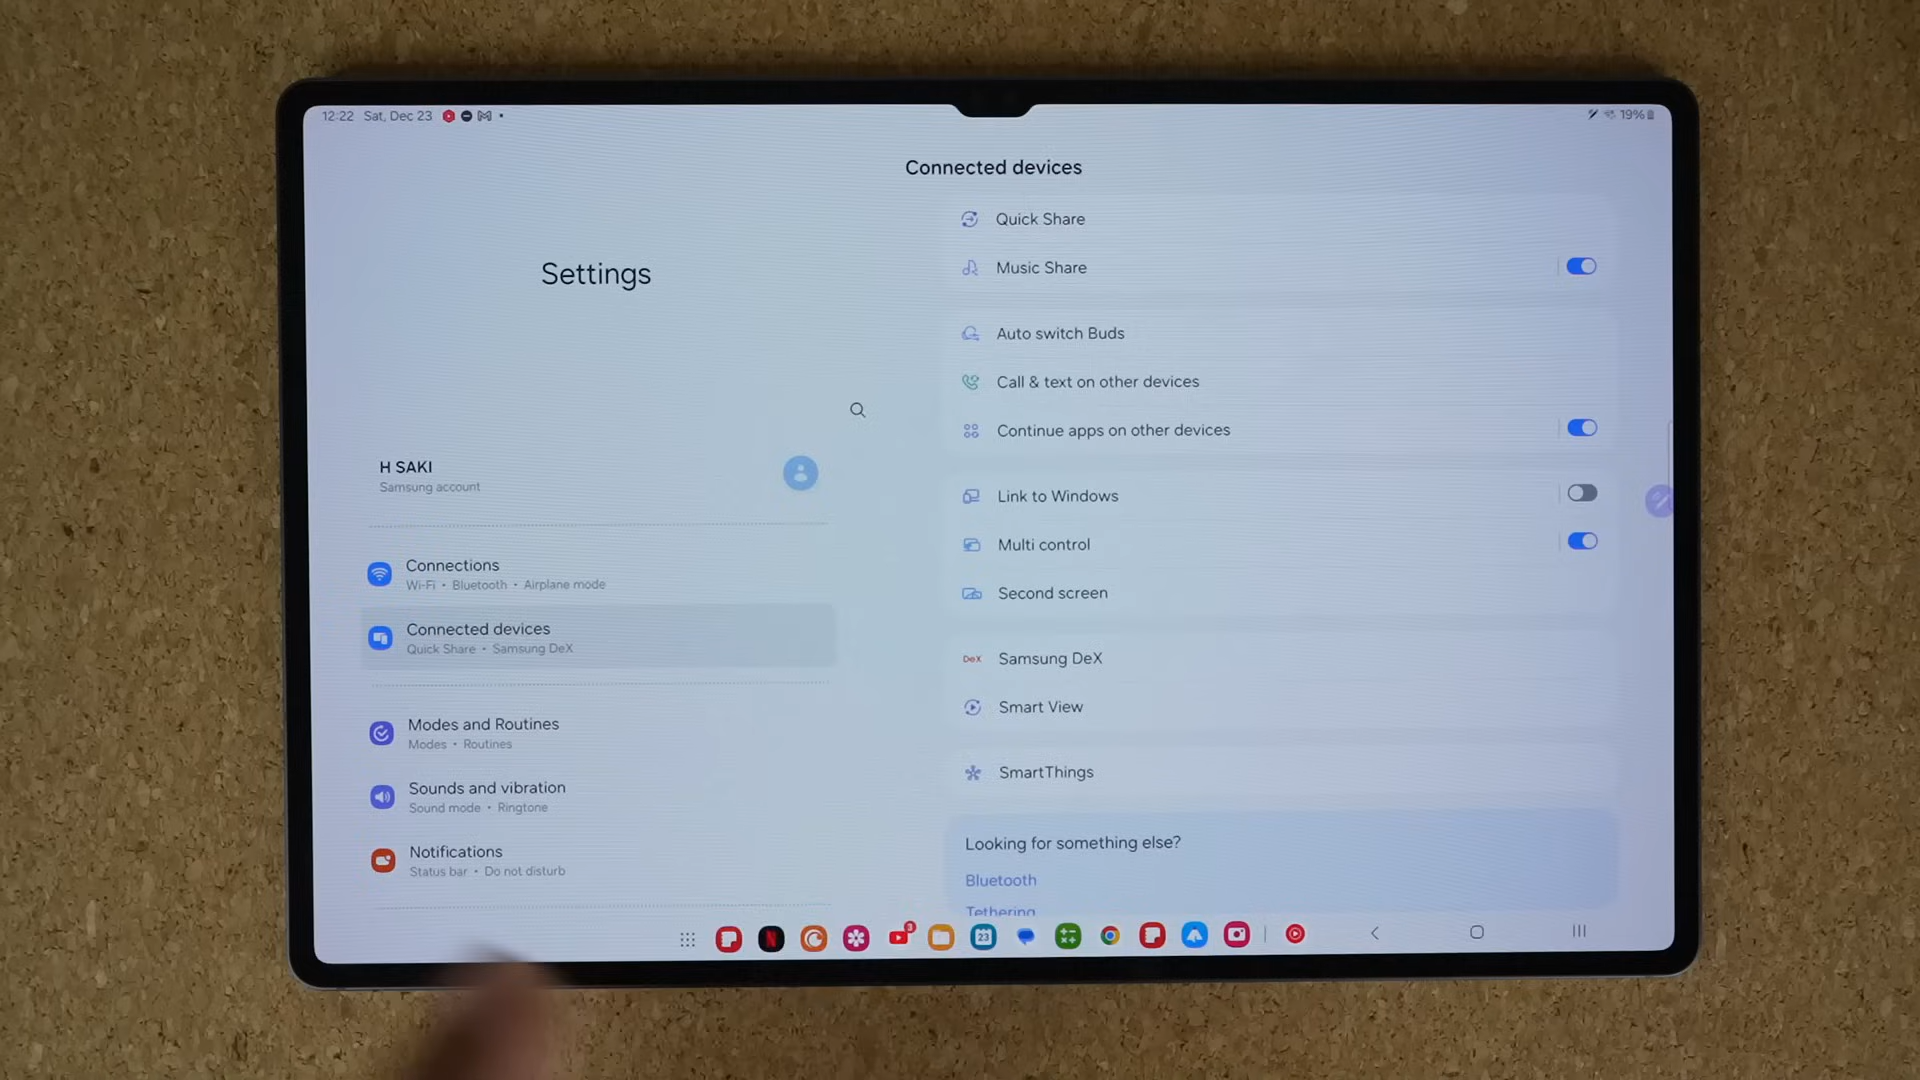 12:22 Sat, Dec 23
19%
Connected devices
Settings
H SAKI
Samsung account
Connections
Wi-Fi • Bluetooth • Airplane mode
Connected devices
Quick Share • Samsung DeX
Modes and Routines
Modes • Routines
Sounds and vibration
Sound mode • Ringtone
Notifications
Status bar • Do not disturb
Quick Share
Music Share
Auto switch Buds
Call & text on other devices
Continue apps on other devices
Link to Windows
Multi control
Second screen
DeX Samsung DeX
Smart View
SmartThings
Looking for something else?
Bluetooth
Tethering
N
3
23